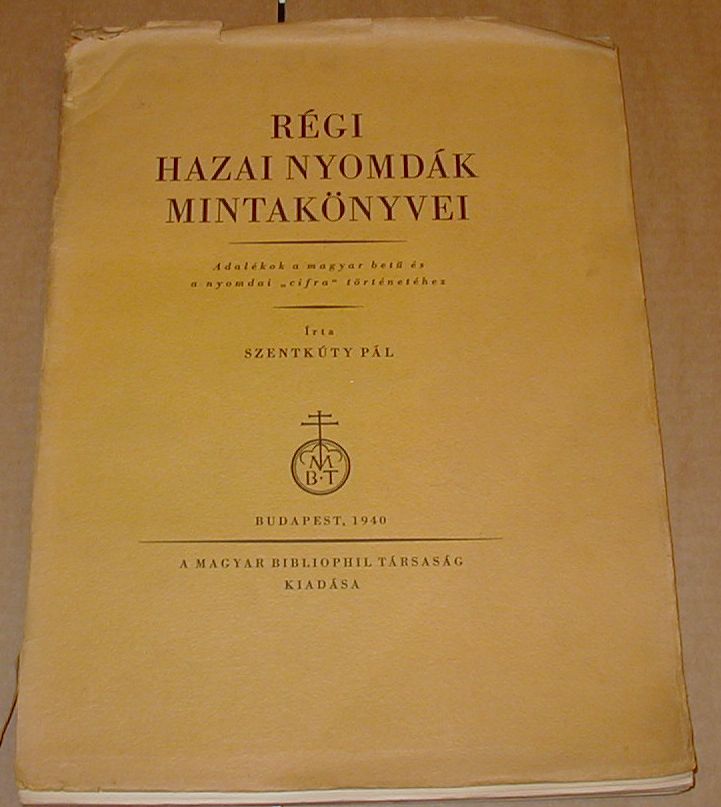 RÉGI
HAZAI NYOMDÁK
MINTAKÖNYVEI
Adalékok a magyar betű és
a nyomdai „cifra“ történetéhez
Írta
SZENTKÚTY PÁL
M
B·T
BUDAPEST, 1940
A MAGYAR BIBLIOPHIL TÁRSASÁG
KIADÁSA